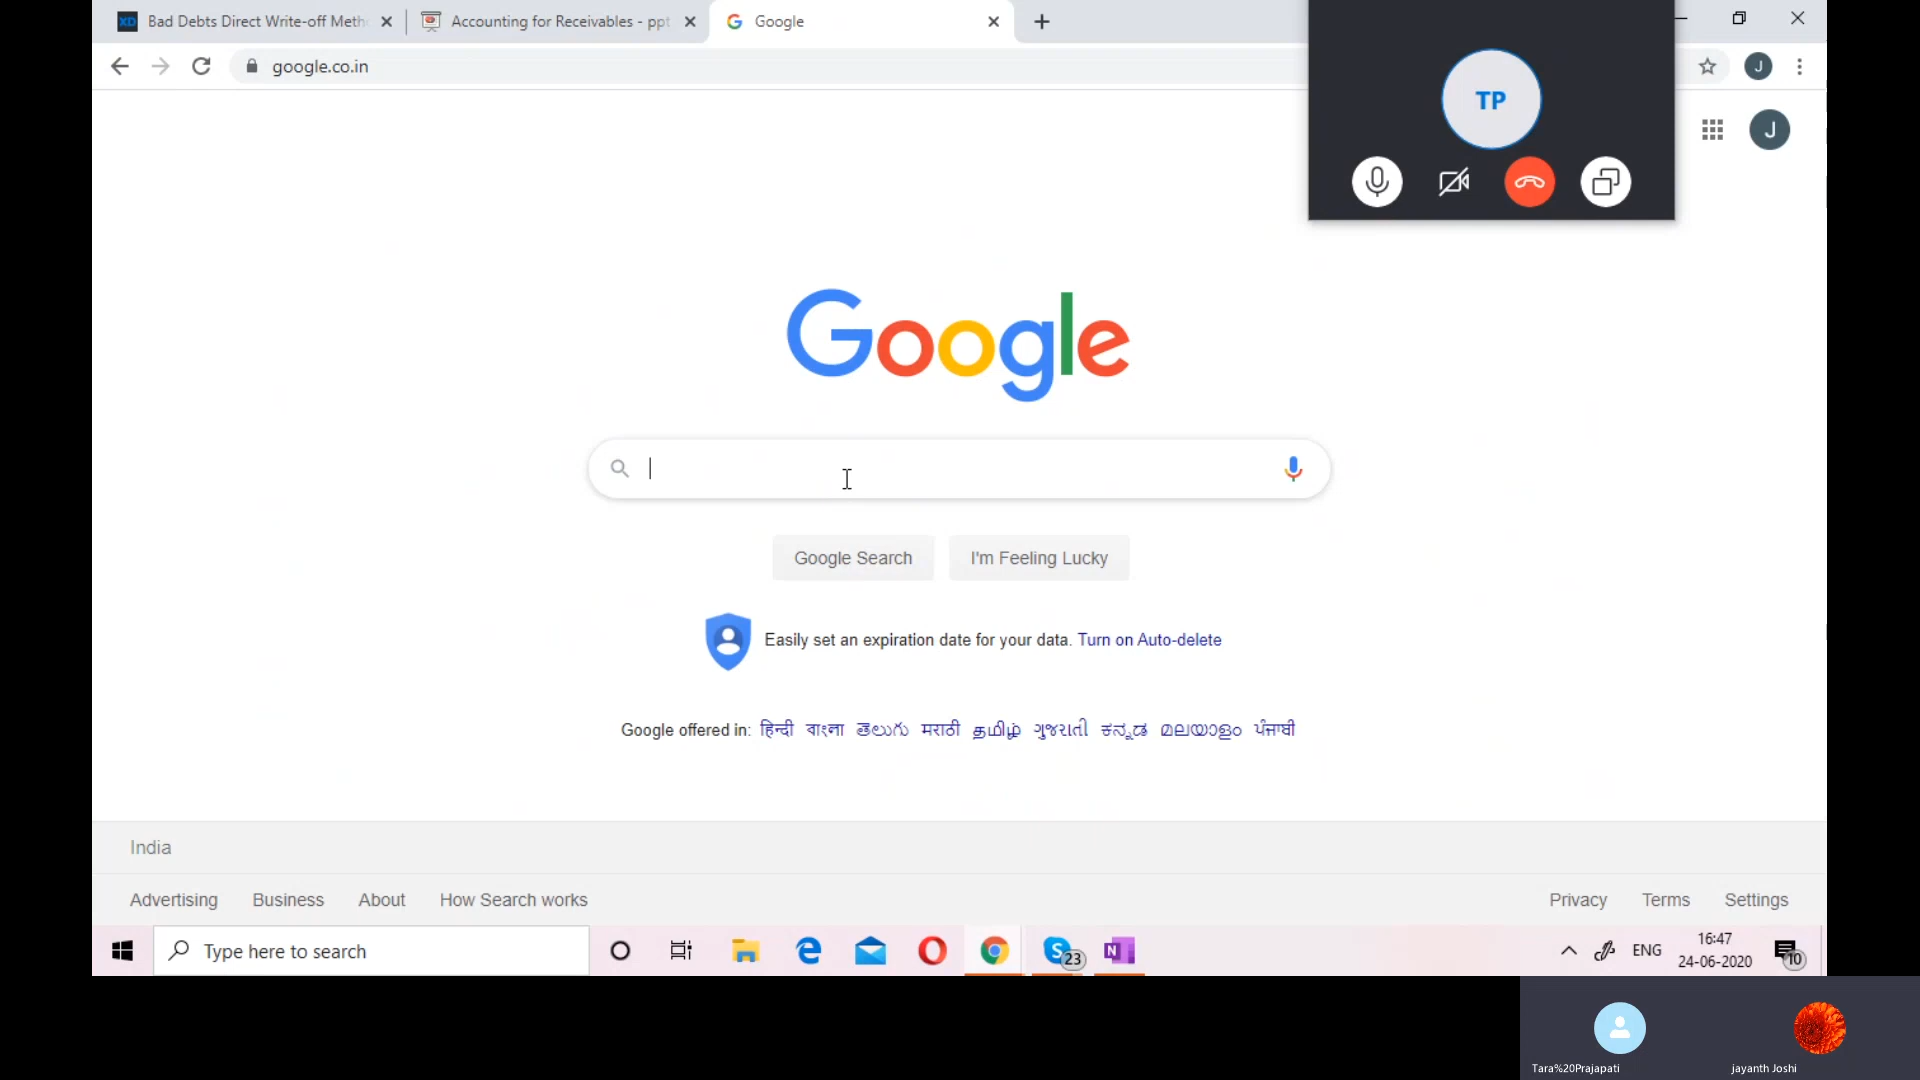 Bad Debts Direct Write-off Meth
Accounting for Receivables - ppt
Google
google.co.in
J
TP
J
Google
Google Search
I'm Feeling Lucky
Easily set an expiration date for your data. Turn on Auto-delete
Google offered in: हिन्दी বাংলা తెలుగు मराठी தமிழ் ગુજરાતી ಕನ್ನಡ മലയാളം ਪੰਜਾਬੀ
India
Advertising Business About How Search works
Privacy Terms Settings
Type here to search
23
ENG
16:47
24-06-2020
10
Tara%20Prajapati
jayanth Joshi